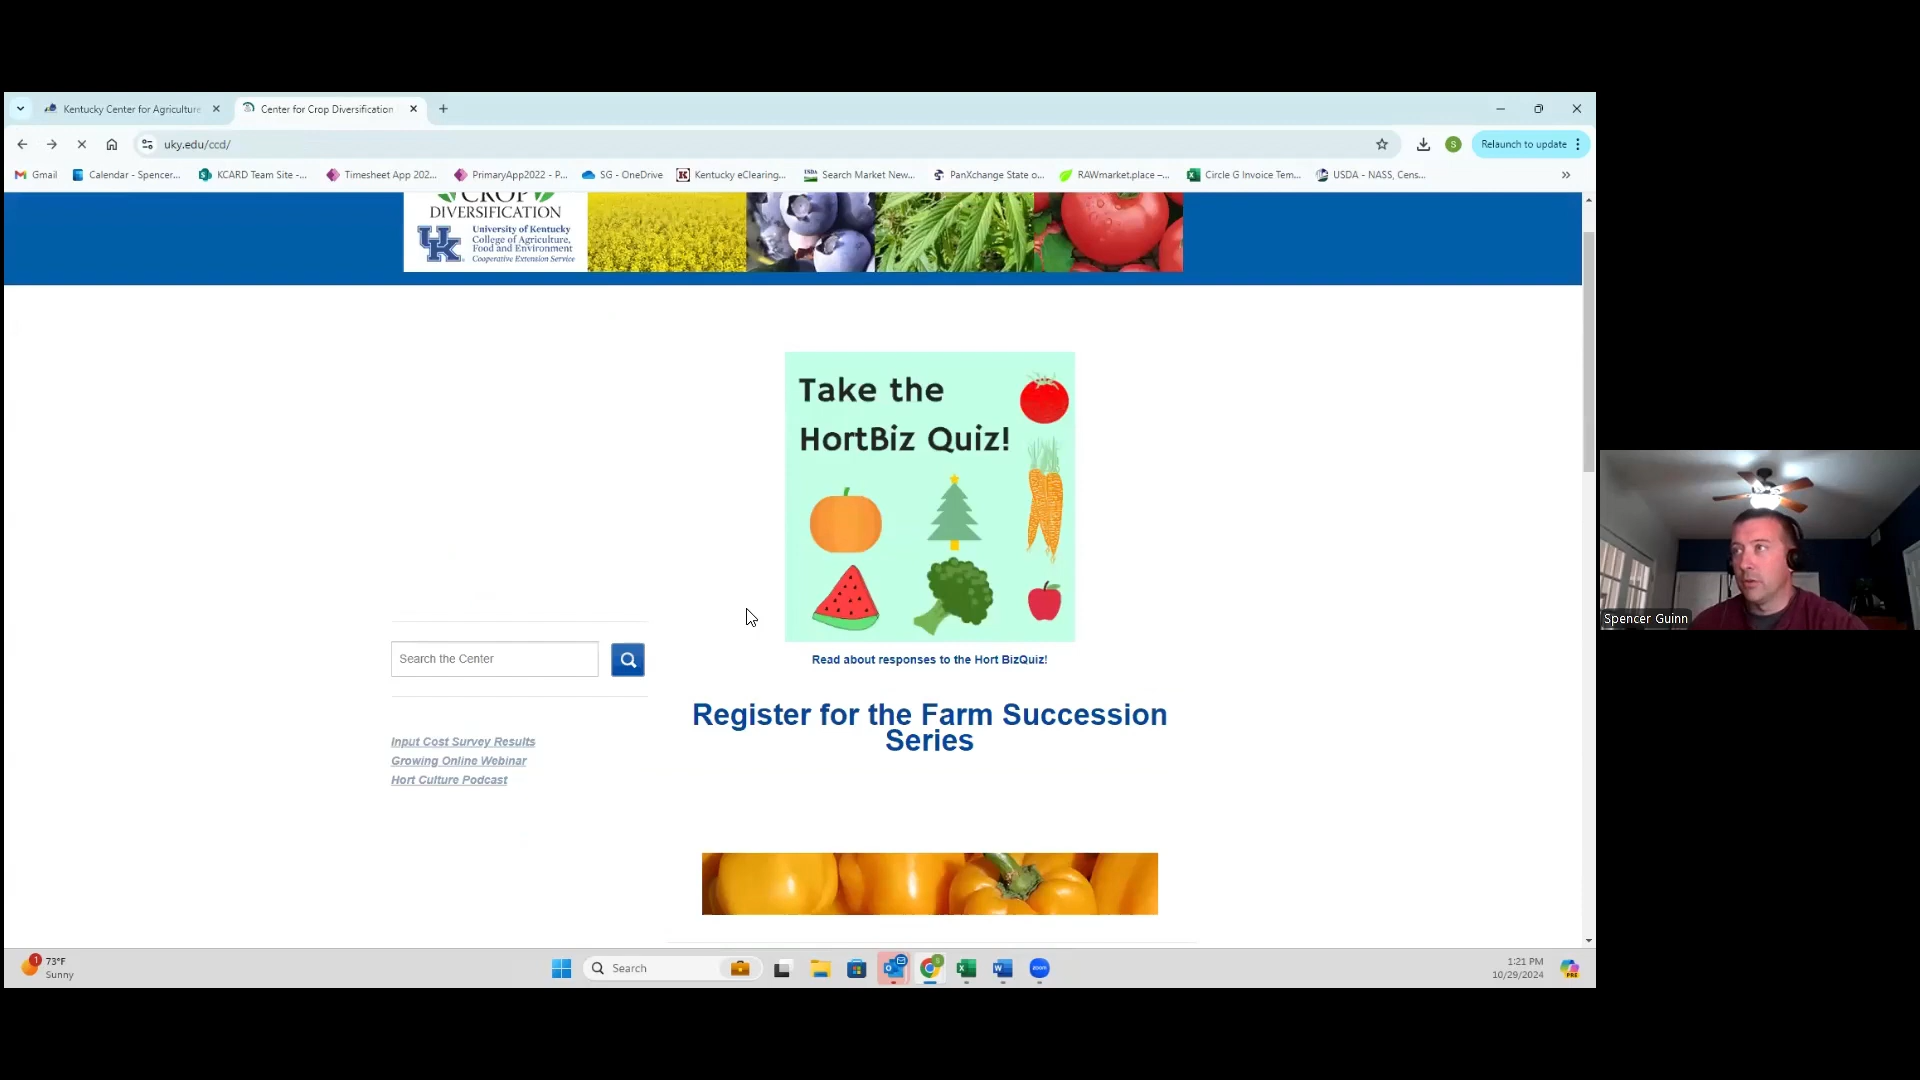 Kentucky Center for Agriculture
Center for Crop Diversification
uky.edu/ccd/
S
Relaunch to update
Gmail
Calendar - Spencer...
KCARD Team Site -...
Timesheet App 202...
PrimaryApp2022 - P...
SG - OneDrive
Kentucky eClearing...
Search Market New...
PanXchange State o...
RAWmarket.place –...
Circle G Invoice Tem...
USDA - NASS, Cens...
CROP
DIVERSIFICATION
UK
University of Kentucky
College of Agriculture,
Food and Environment
Cooperative Extension Service
Take the
HortBiz Quiz!
Read about responses to the Hort BizQuiz!
Search the Center
Register for the Farm Succession
Series
Input Cost Survey Results
Growing Online Webinar
Hort Culture Podcast
Spencer Guinn
1
73°F
Sunny
Search
zoom
1:21 PM
10/29/2024
PRE